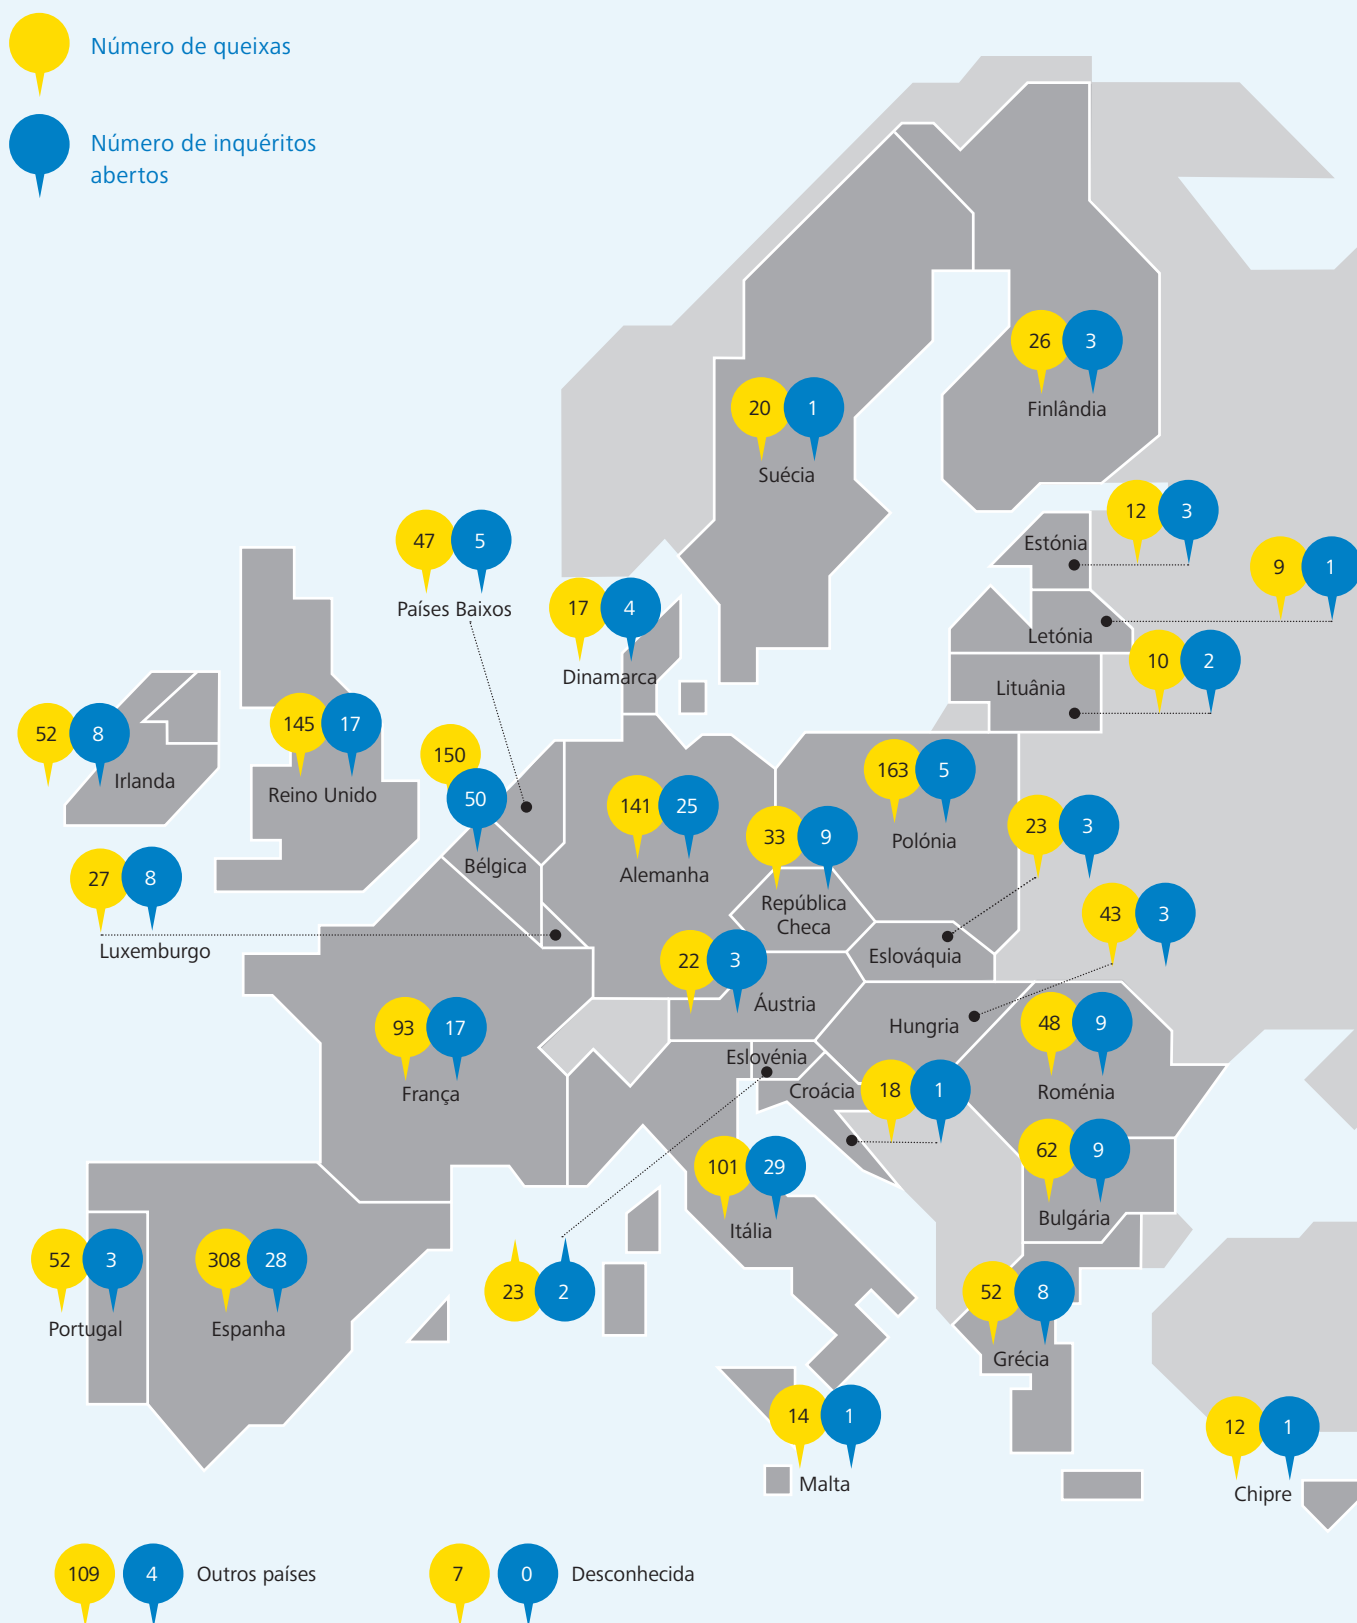 Número de queixas
Número de inquéritos
abertos
26 3
Finlândia
20 1
Suécia
12 3
Estónia
47 5
Países Baixos
9 1
Letónia
17 4
Dinamarca
10 2
Lituânia
52 8
Irlanda
145 17
Reino Unido
150
50
Bélgica
141 25
Alemanha
163 5
Polónia
33 9
República
Checa
23 3
Eslováquia
27 8
Luxemburgo
43 3
Hungria
22 3
Áustria
93 17
França
48 9
Roménia
Eslovénia
23 2
Croácia
18 1
62 9
Bulgária
101 29
Itália
52 3
Portugal
308 28
Espanha
52 8
Grécia
14 1
Malta
12 1
Chipre
109 4 Outros países
7 0 Desconhecida